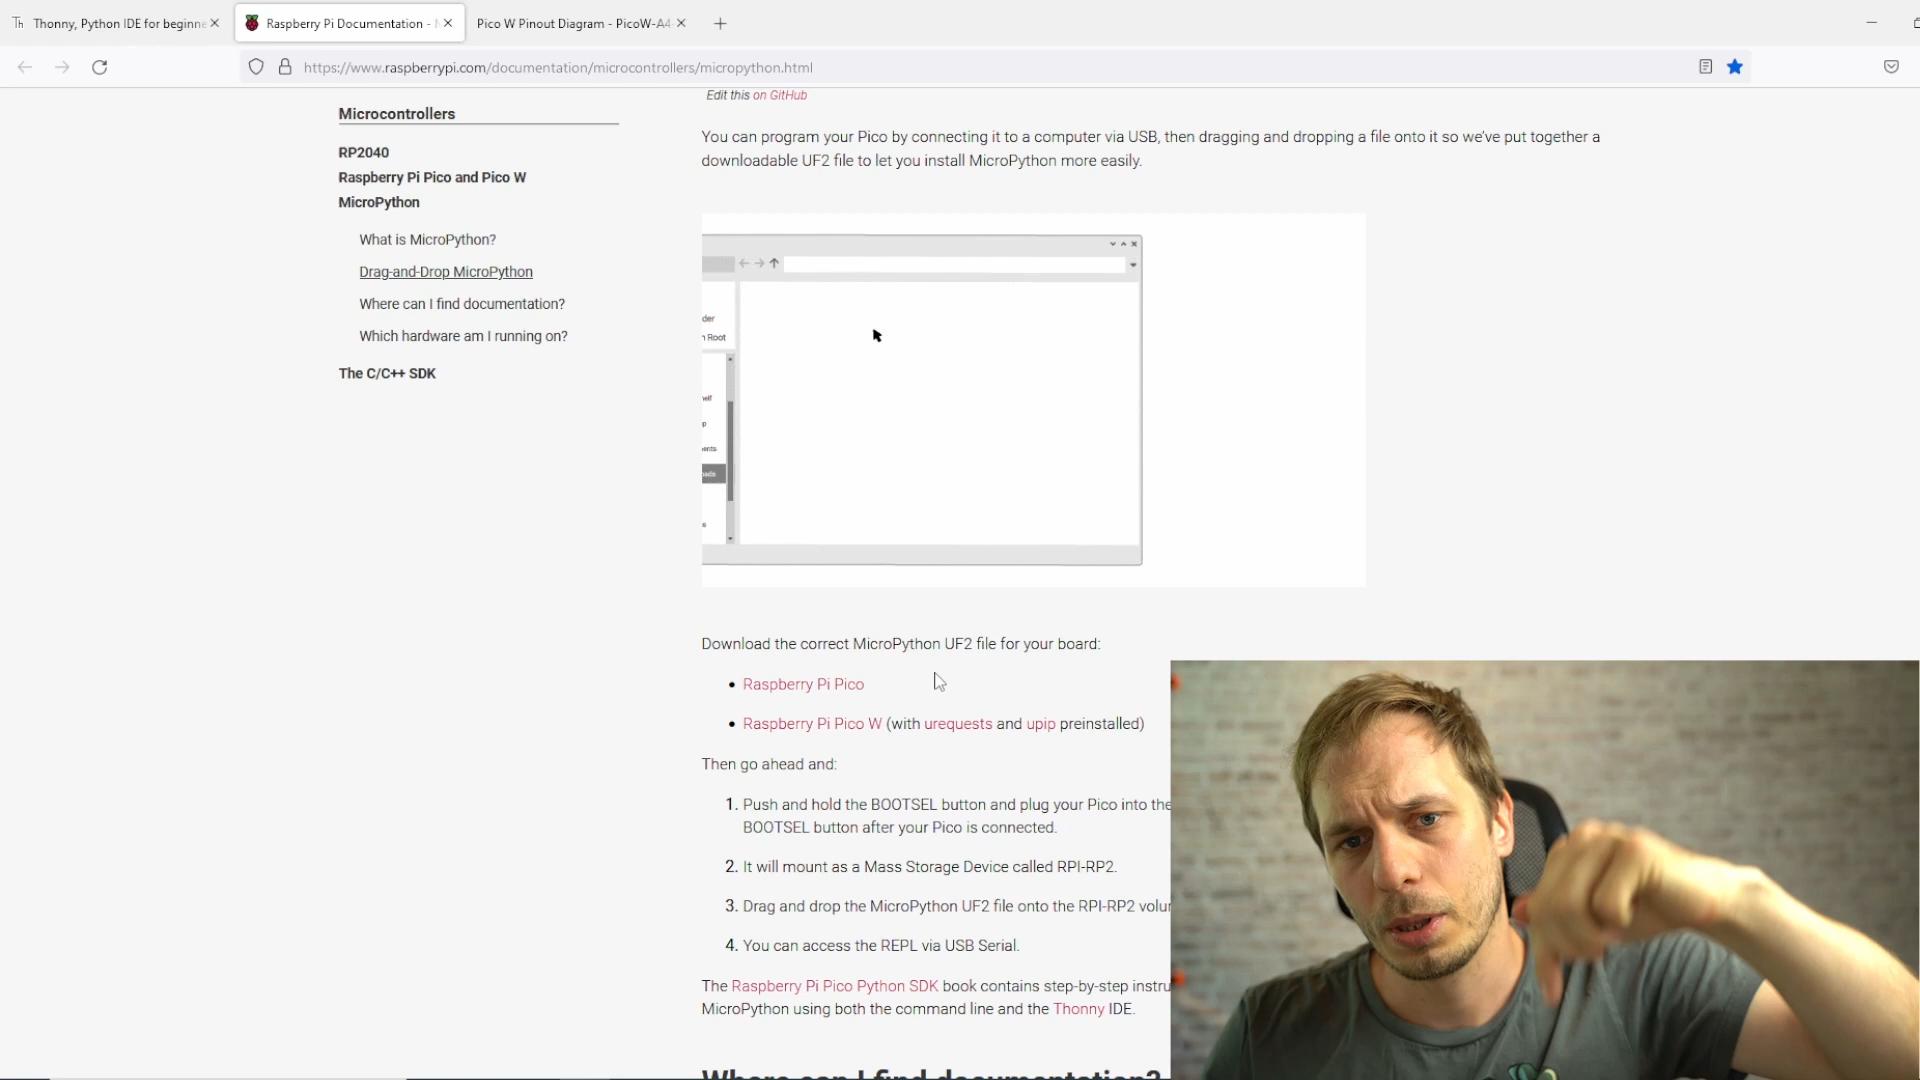 Thonny, Python IDE for beginne
Raspberry Pi Documentation -
Pico W Pinout Diagram - PicoW-A4
https://www.raspberrypi.com/documentation/microcontrollers/micropython.html
Edit this on GitHub
Microcontrollers
RP2040
Raspberry Pi Pico and Pico W
MicroPython
What is MicroPython?
Drag-and-Drop MicroPython
Where can I find documentation?
Which hardware am I running on?
The C/C++ SDK
You can program your Pico by connecting it to a computer via USB, then dragging and dropping a file onto it so we've put together a
downloadable UF2 file to let you install MicroPython more easily.
der
Root
ents
oads
Download the correct MicroPython UF2 file for your board:
• Raspberry Pi Pico
• Raspberry Pi Pico W (with urequests and upip preinstalled)
Then go ahead and:
1. Push and hold the BOOTSEL button and plug your Pico into the
BOOTSEL button after your Pico is connected.
2. It will mount as a Mass Storage Device called RPI-RP2.
3. Drag and drop the MicroPython UF2 file onto the RPI-RP2 volu
4. You can access the REPL via USB Serial.
The Raspberry Pi Pico Python SDK book contains step-by-step instru
MicroPython using both the command line and the Thonny IDE.
Where can I find documentation?